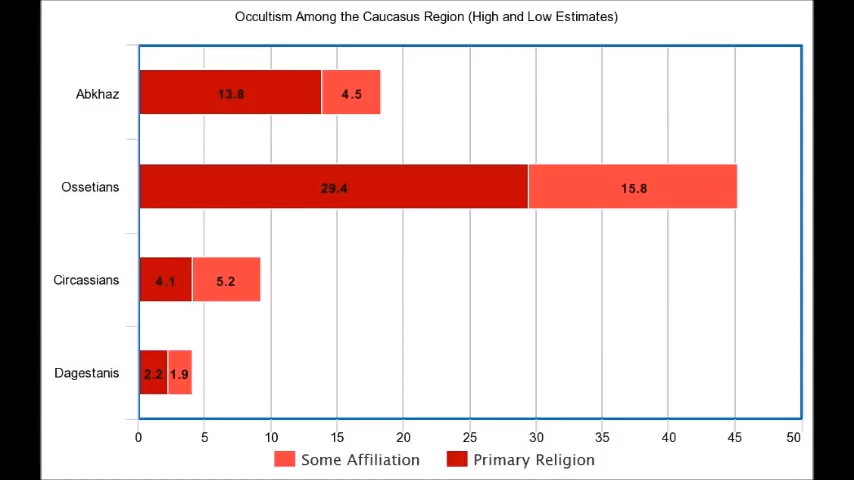 Occultism Among the Caucasus Region (High and Low Estimates)
Abkhaz 13.8 4.5
Ossetians 29.4 15.8
Circassians 4.1 5.2
Dagestanis 2.2 1.9
0 5 10 15 20 25 30 35 40 45 50
Some Affiliation Primary Religion